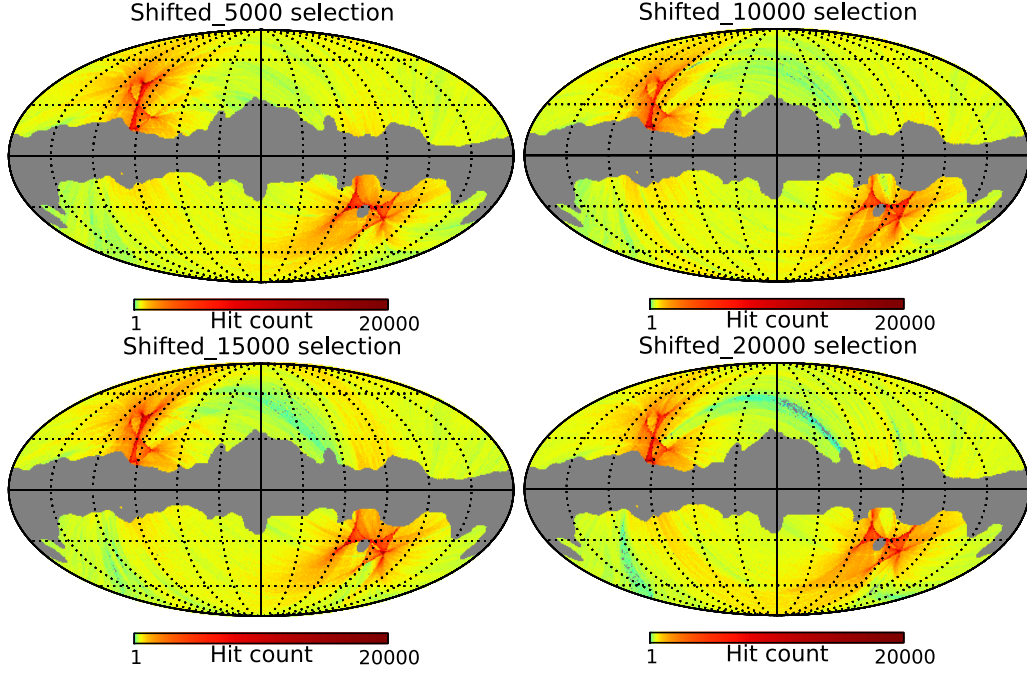 Shifted_5000 selection
Shifted_10000 selection
1 Hit count 20000
1 Hit count 20000
Shifted_15000 selection
Shifted_20000 selection
1 Hit count 20000
1 Hit count 20000